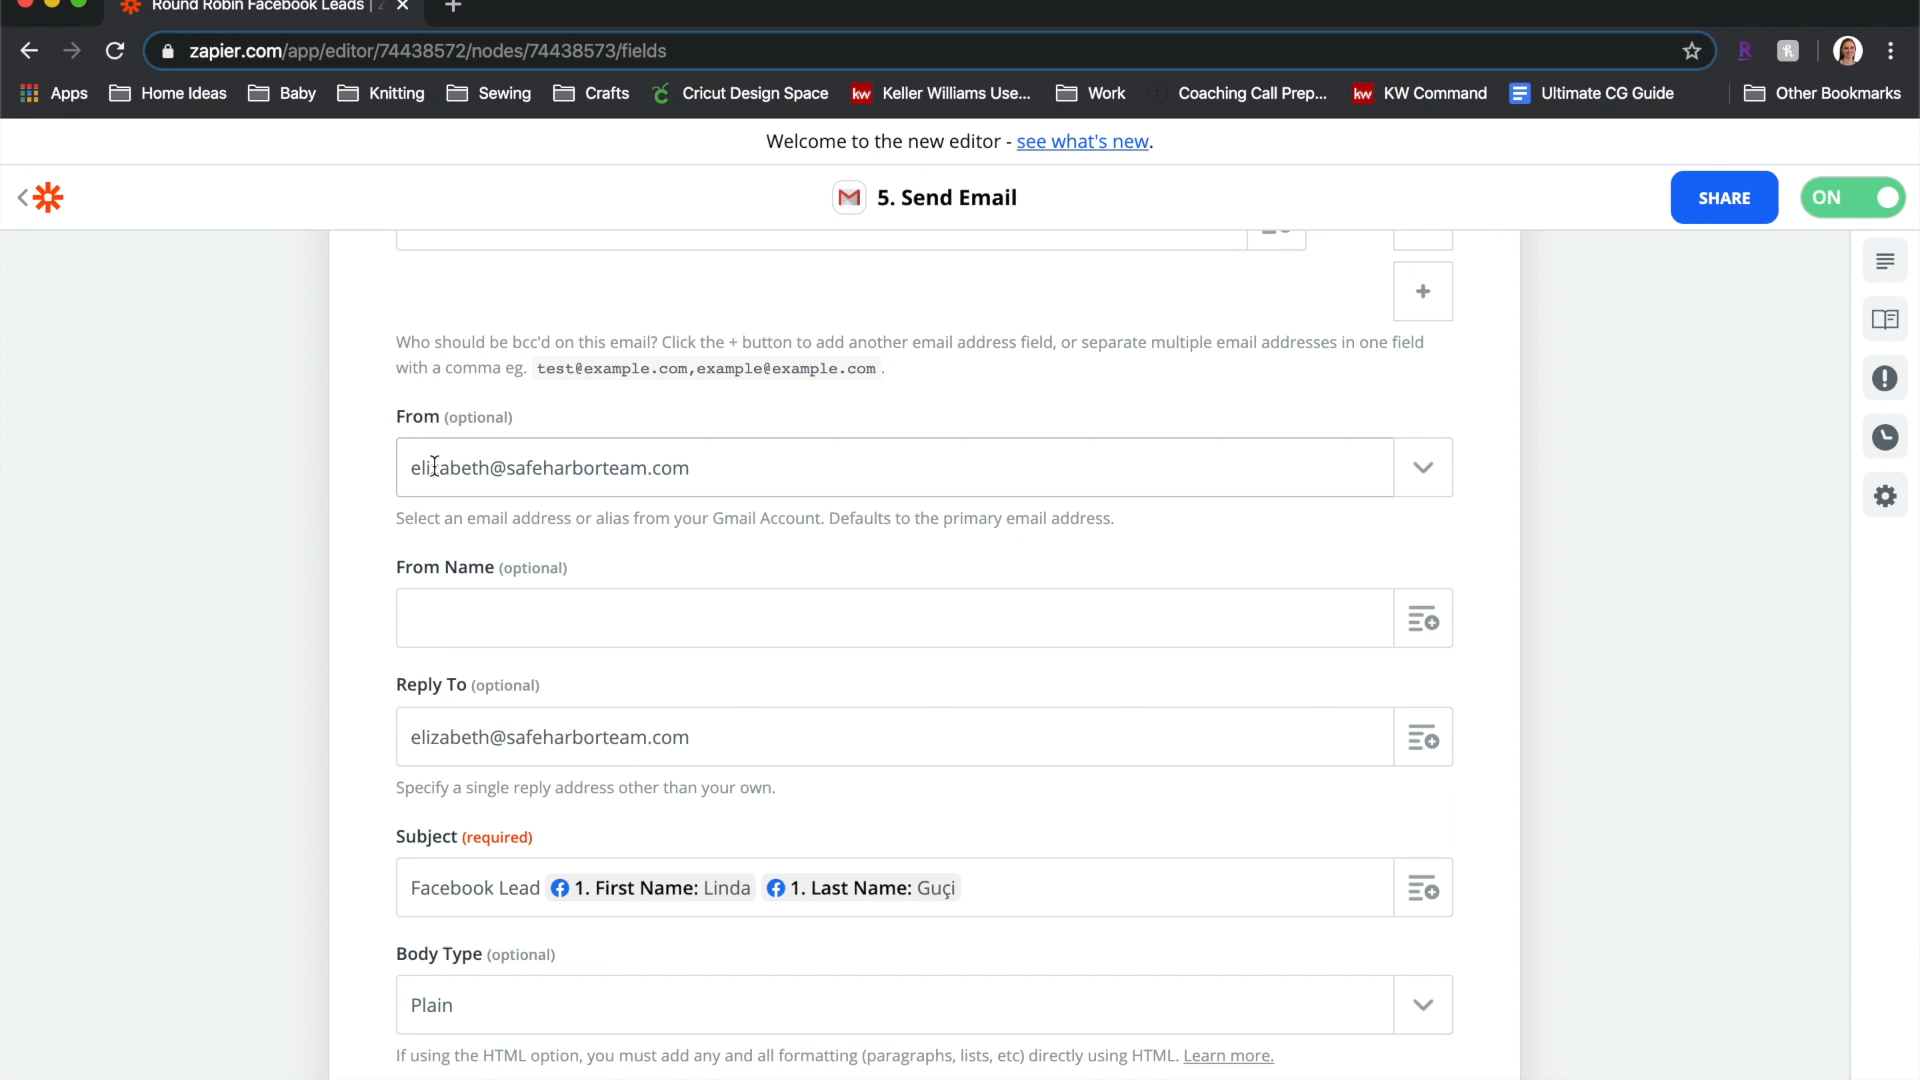 Round Robin Facebook Leads |
zapier.com/app/editor/74438572/nodes/74438573/fields
Apps Home Ideas Baby Knitting Sewing Crafts Cricut Design Space kw Keller Williams Use... Work Coaching Call Prep... kw KW Command Ultimate CG Guide Other Bookmarks
Welcome to the new editor - see what's new.
5. Send Email SHARE ON
Who should be bcc'd on this email? Click the + button to add another email address field, or separate multiple email addresses in one field
with a comma eg. test@example.com,example@example.com .
From (optional)
elizabeth@safeharborteam.com
Select an email address or alias from your Gmail Account. Defaults to the primary email address.
From Name (optional)
Reply To (optional)
elizabeth@safeharborteam.com
Specify a single reply address other than your own.
Subject (required)
Facebook Lead 1. First Name: Linda 1. Last Name: Guçi
Body Type (optional)
Plain
If using the HTML option, you must add any and all formatting (paragraphs, lists, etc) directly using HTML. Learn more.